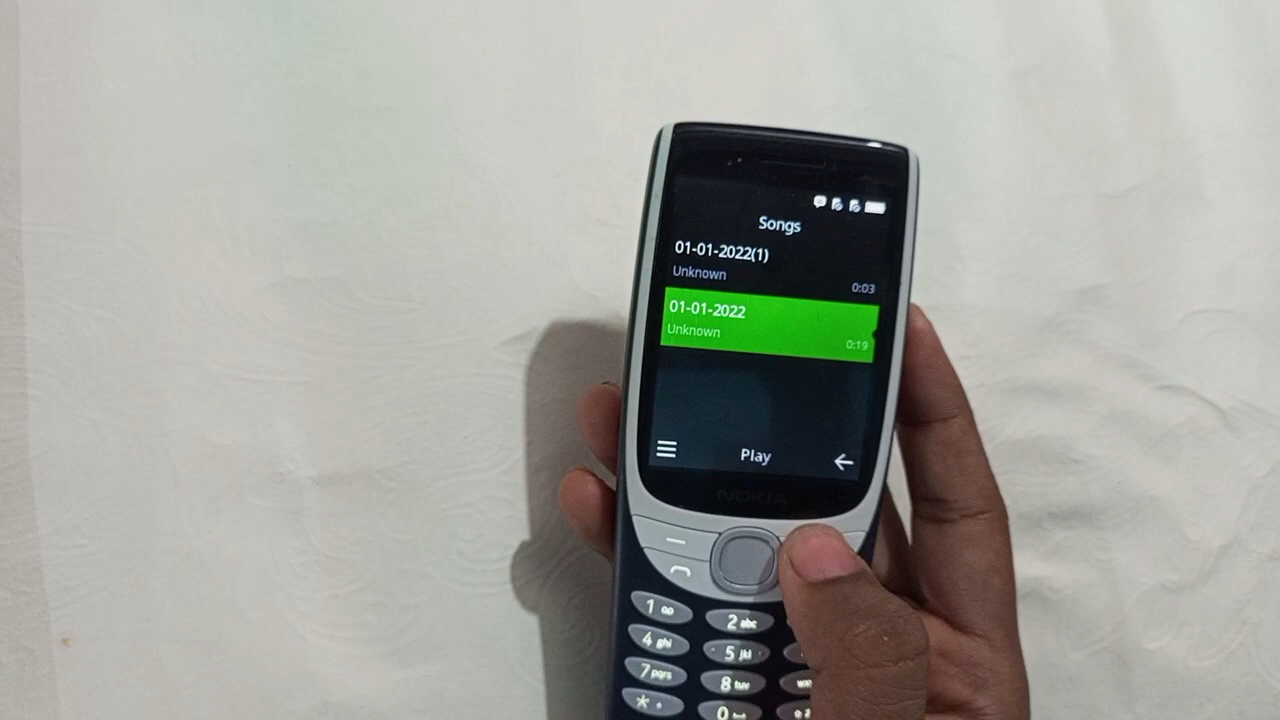 Songs
01-01-2022(1)
Unknown
0:03
01-01-2022
Unknown
0:19
Play
NOKIA
1
2 abc
4 ghi
5 jkl
7 pqrs
8 tuv
*
0